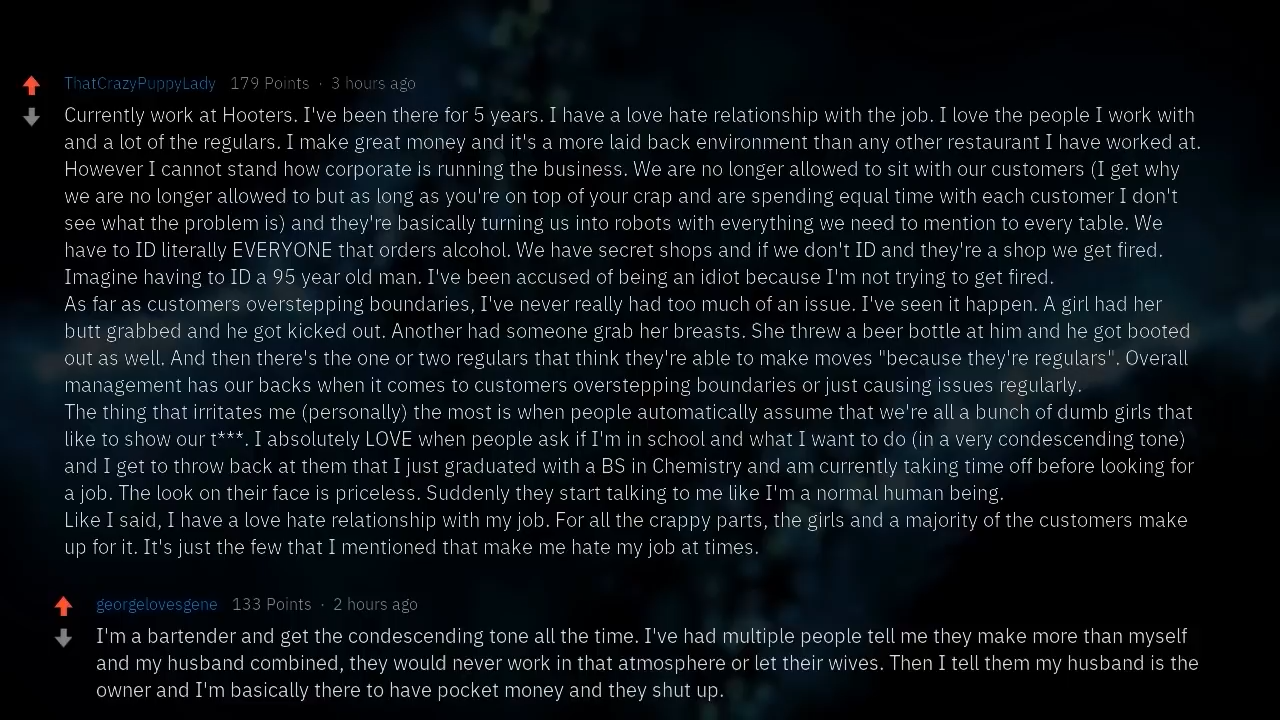 ThatCrazyPuppyLady 179 Points · 3 hours ago
Currently work at Hooters. I've been there for 5 years. I have a love hate relationship with the job. I love the people I work with
and a lot of the regulars. I make great money and it's a more laid back environment than any other restaurant I have worked at.
However I cannot stand how corporate is running the business. We are no longer allowed to sit with our customers (I get why
we are no longer allowed to but as long as you're on top of your crap and are spending equal time with each customer I don't
see what the problem is) and they're basically turning us into robots with everything we need to mention to every table. We
have to ID literally EVERYONE that orders alcohol. We have secret shops and if we don't ID and they're a shop we get fired.
Imagine having to ID a 95 year old man. I've been accused of being an idiot because I'm not trying to get fired.
As far as customers overstepping boundaries, I've never really had too much of an issue. I've seen it happen. A girl had her
butt grabbed and he got kicked out. Another had someone grab her breasts. She threw a beer bottle at him and he got booted
out as well. And then there's the one or two regulars that think they're able to make moves "because they're regulars". Overall
management has our backs when it comes to customers overstepping boundaries or just causing issues regularly.
The thing that irritates me (personally) the most is when people automatically assume that we're all a bunch of dumb girls that
like to show our t***. I absolutely LOVE when people ask if I'm in school and what I want to do (in a very condescending tone)
and I get to throw back at them that I just graduated with a BS in Chemistry and am currently taking time off before looking for
a job. The look on their face is priceless. Suddenly they start talking to me like I'm a normal human being.
Like I said, I have a love hate relationship with my job. For all the crappy parts, the girls and a majority of the customers make
up for it. It's just the few that I mentioned that make me hate my job at times.
georgelovesgene 133 Points · 2 hours ago
I'm a bartender and get the condescending tone all the time. I've had multiple people tell me they make more than myself
and my husband combined, they would never work in that atmosphere or let their wives. Then I tell them my husband is the
owner and I'm basically there to have pocket money and they shut up.